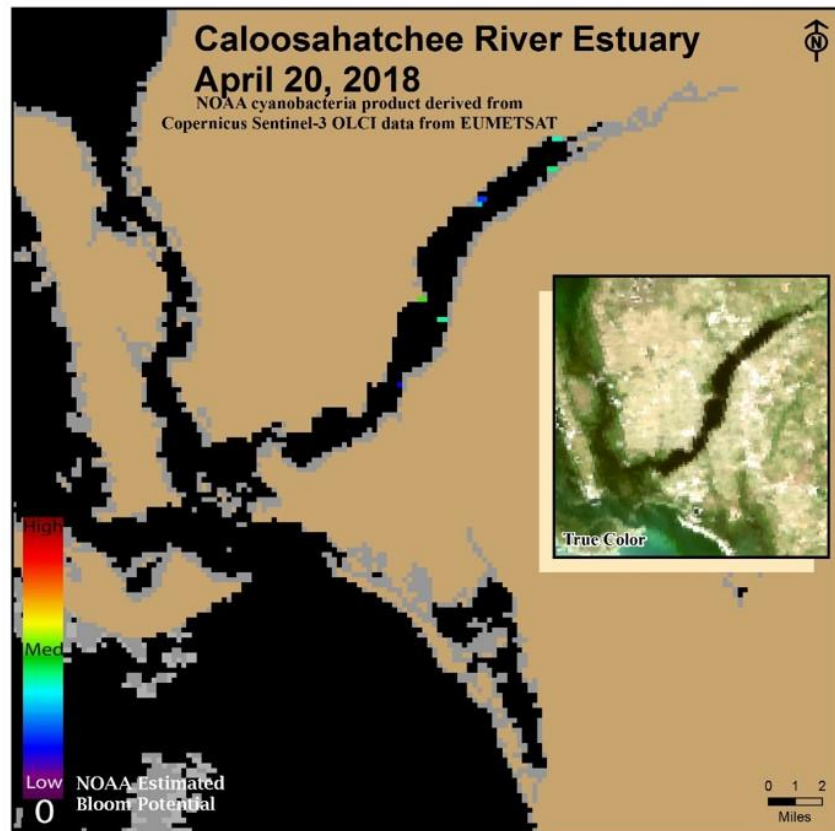 Caloosahatchee River Estuary
April 20, 2018
NOAA cyanobacteria product derived from
Copernicus Sentinel-3 OLCI data from EUMETSAT
N
True Color
High
Med
Low
0
NOAA Estimated
Bloom Potential
0 1 2
Miles